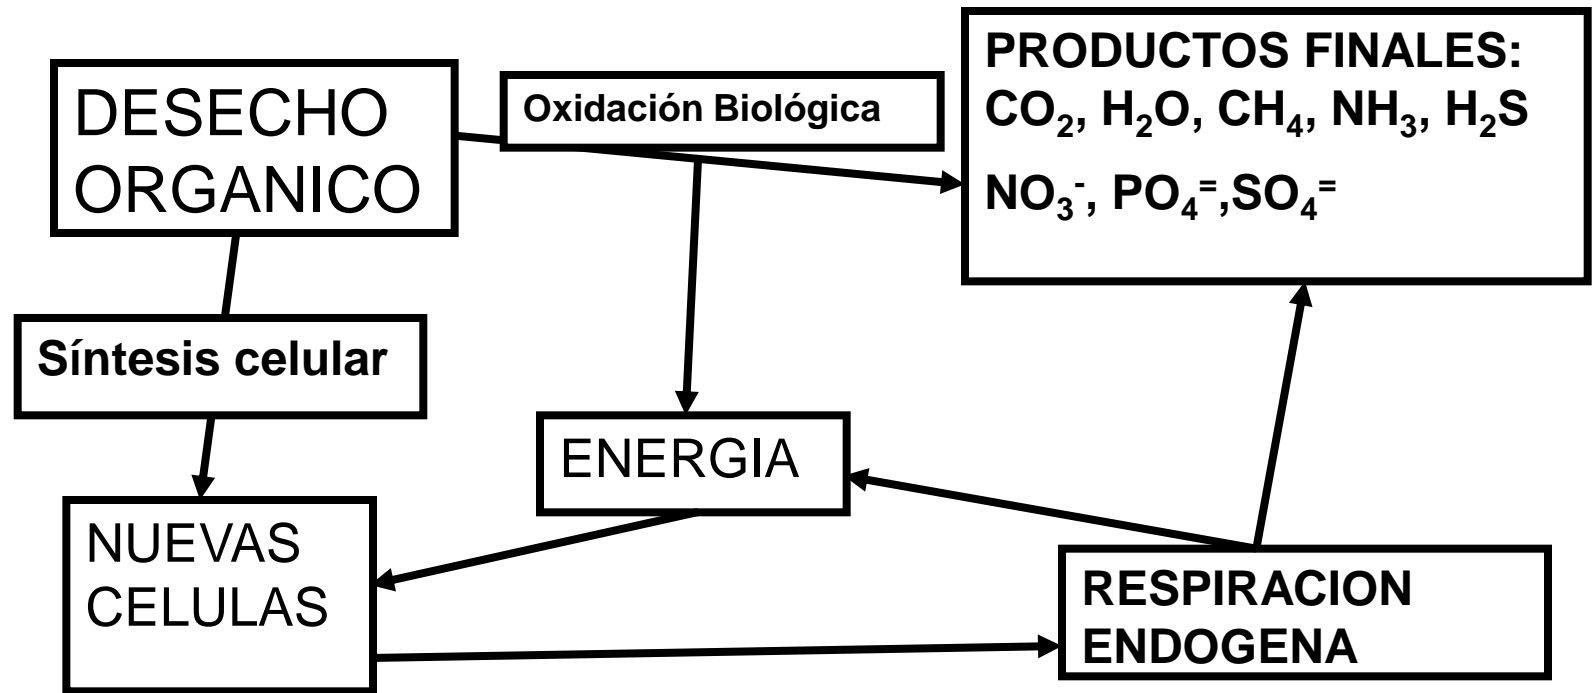 DESECHO
ORGANICO
Oxidación Biológica
PRODUCTOS FINALES:
CO₂, H₂O, CH₄, NH₃, H₂S
NO₃⁻, PO₄⁼,SO₄⁼
Síntesis celular
ENERGIA
NUEVAS
CELULAS
RESPIRACION
ENDOGENA